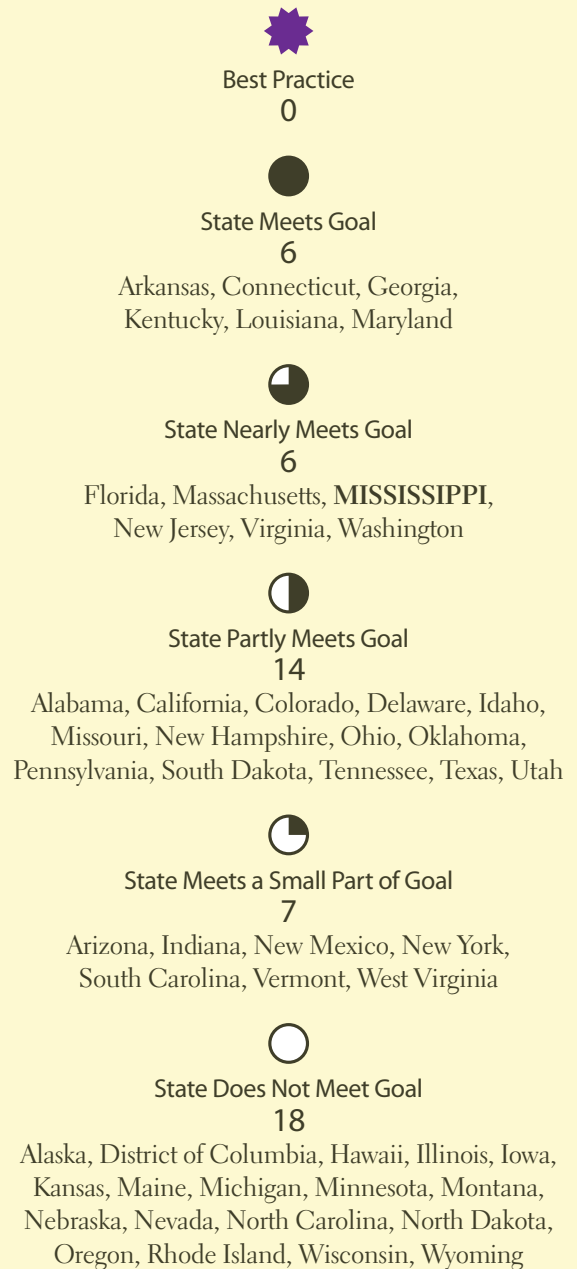 Best Practice
0
State Meets Goal
6
Arkansas, Connecticut, Georgia,
Kentucky, Louisiana, Maryland
State Nearly Meets Goal
6
Florida, Massachusetts, MISSISSIPPI,
New Jersey, Virginia, Washington
State Partly Meets Goal
14
Alabama, California, Colorado, Delaware, Idaho,
Missouri, New Hampshire, Ohio, Oklahoma,
Pennsylvania, South Dakota, Tennessee, Texas, Utah
State Meets a Small Part of Goal
7
Arizona, Indiana, New Mexico, New York,
South Carolina, Vermont, West Virginia
State Does Not Meet Goal
18
Alaska, District of Columbia, Hawaii, Illinois, Iowa,
Kansas, Maine, Michigan, Minnesota, Montana,
Nebraska, Nevada, North Carolina, North Dakota,
Oregon, Rhode Island, Wisconsin, Wyoming